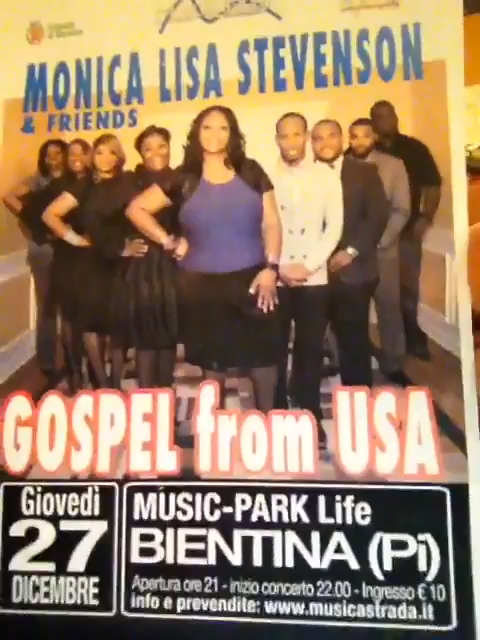 MONICA LISA STEVENSON
& FRIENDS
GOSPEL from USA
Giovedì
27
DICEMBRE
MUSIC-PARK Life
BIENTINA (Pi)
Apertura ore 21 - inizio concerto 22.00 - Ingresso € 10
info e prevendite: www.musicastrada.it